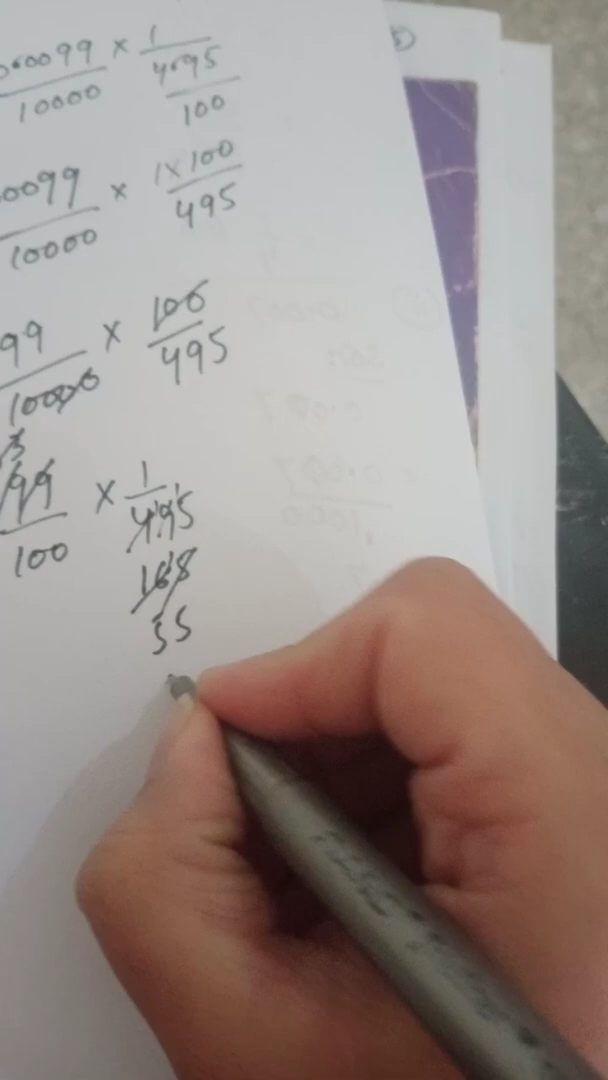 0.0099/10000 × 1/(4.95/100)
0099/10000 × 1×100/495
99/10000 × 100/495
99/100 × 1/495
55